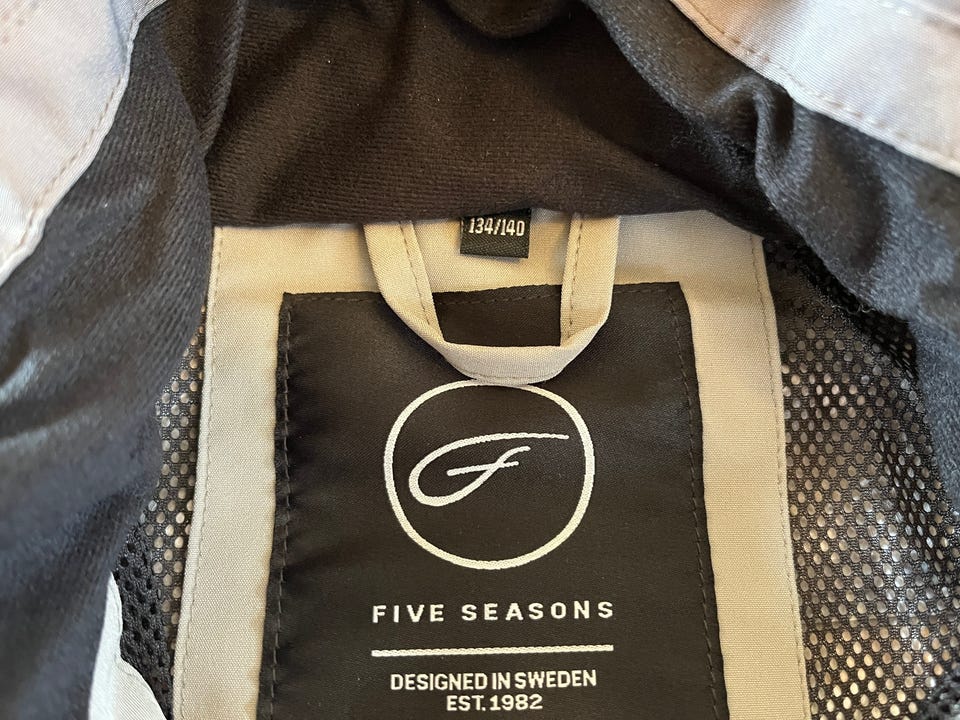 134/140
FIVE SEASONS
DESIGNED IN SWEDEN
EST. 1982